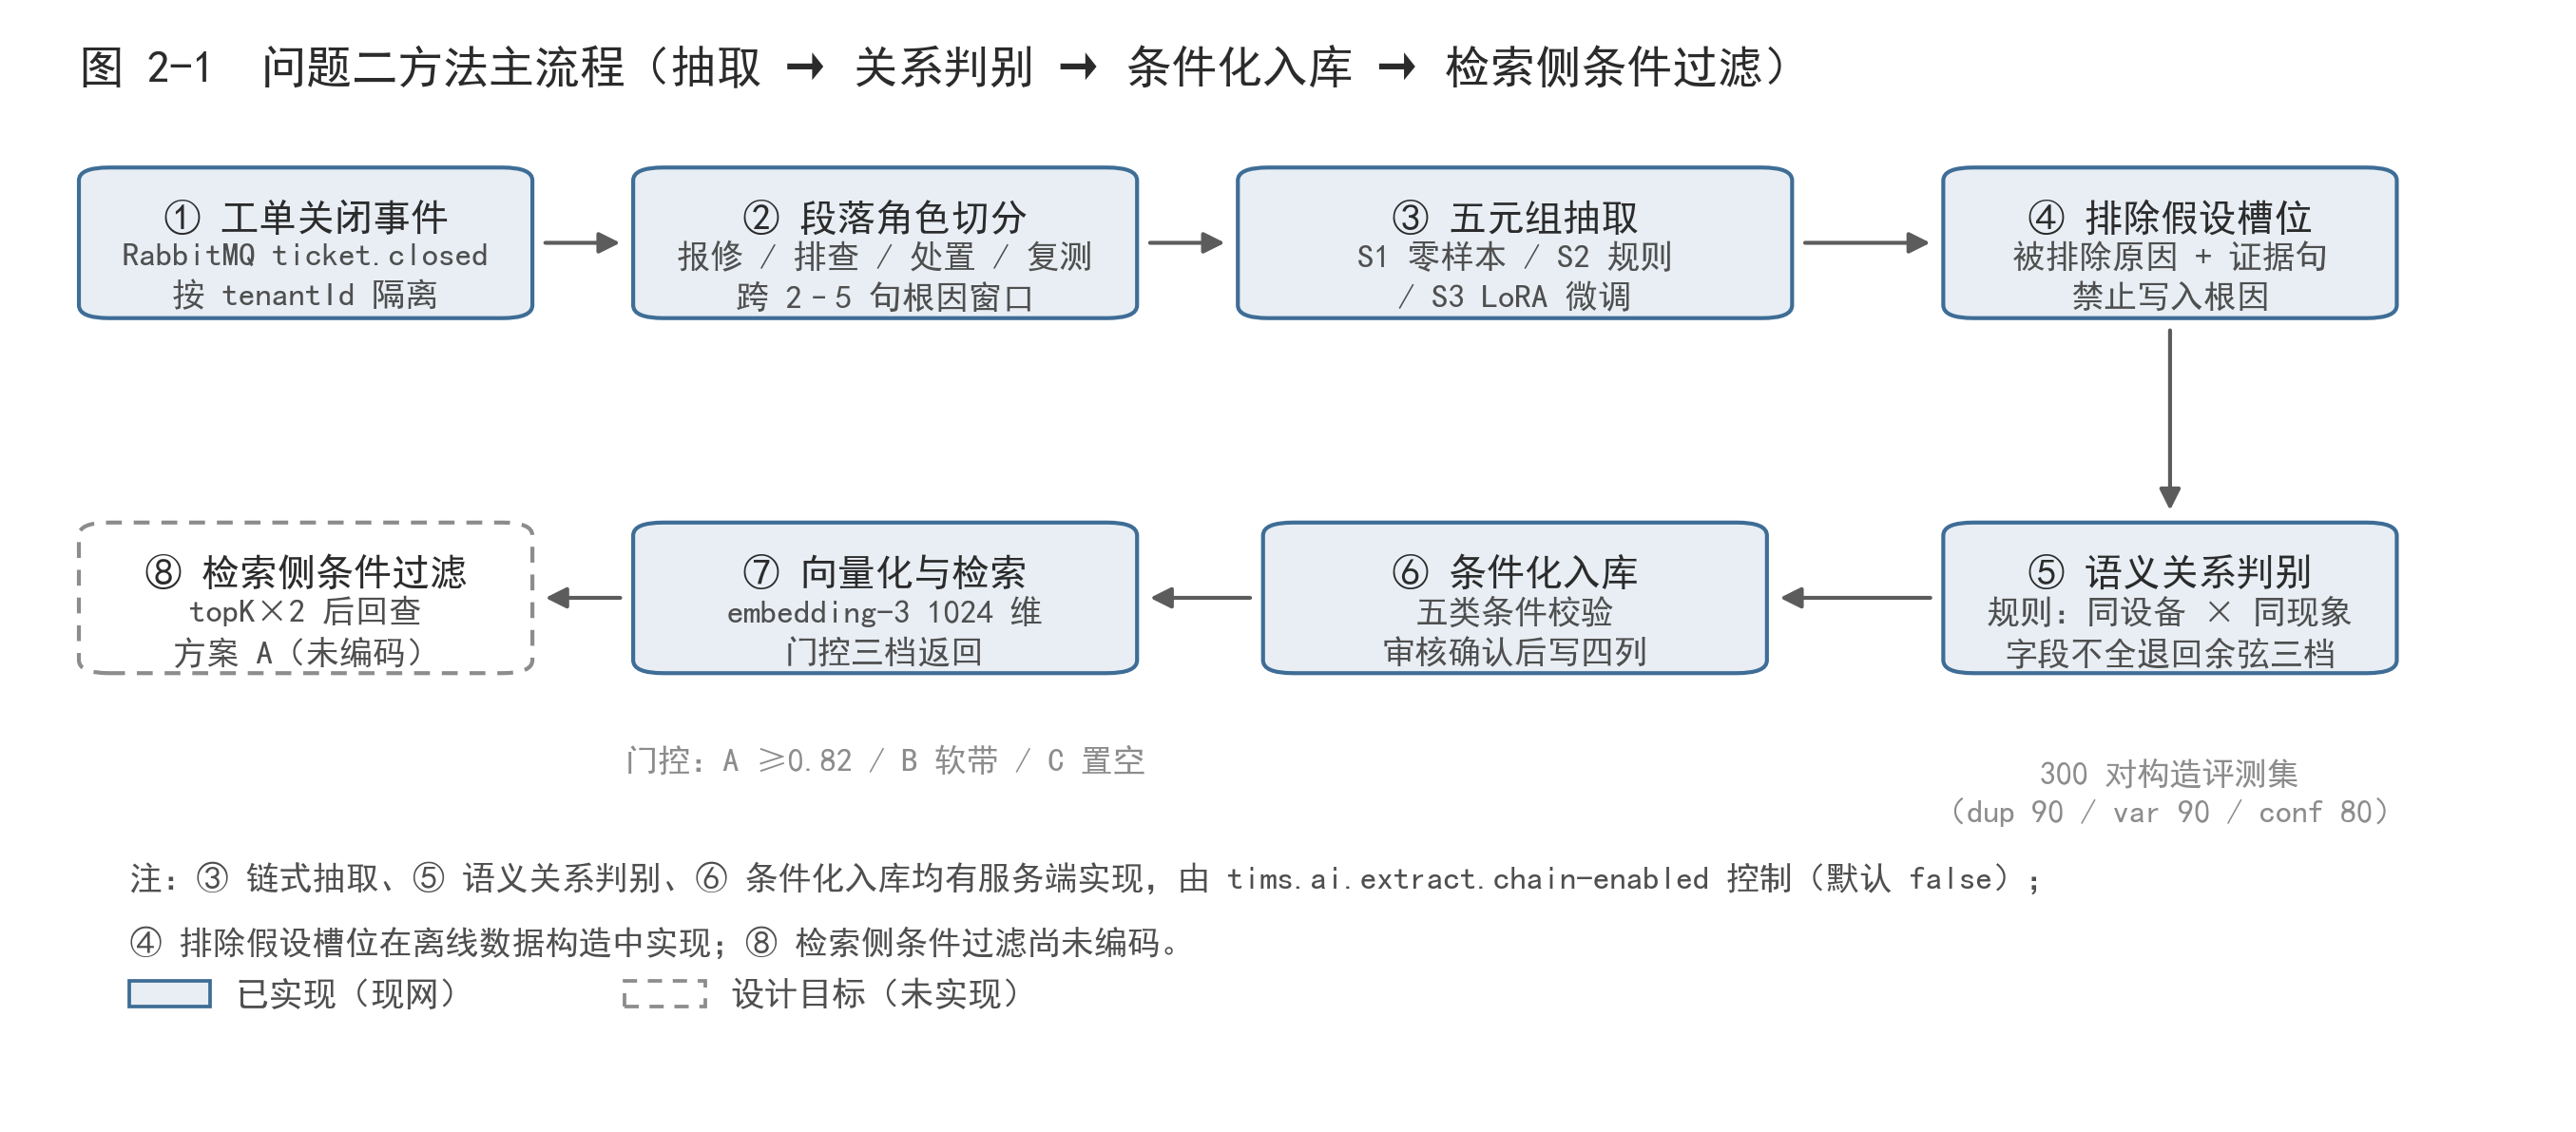 图 2-1 问题二方法主流程（抽取 → 关系判别 → 条件化入库 → 检索侧条件过滤）
① 工单关闭事件
RabbitMQ ticket.closed
按 tenantId 隔离
② 段落角色切分
报修 / 排查 / 处置 / 复测
跨 2–5 句根因窗口
③ 五元组抽取
S1 零样本 / S2 规则
/ S3 LoRA 微调
④ 排除假设槽位
被排除原因 + 证据句
禁止写入根因
⑤ 语义关系判别
规则：同设备 × 同现象
字段不全退回余弦三档
⑥ 条件化入库
五类条件校验
审核确认后写四列
⑦ 向量化与检索
embedding-3 1024 维
门控三档返回
⑧ 检索侧条件过滤
topK×2 后回查
方案 A（未编码）
门控：A ≥0.82 / B 软带 / C 置空
300 对构造评测集
（dup 90 / var 90 / conf 80）
注：③ 链式抽取、⑤ 语义关系判别、⑥ 条件化入库均有服务端实现，由 tims.ai.extract.chain-enabled 控制（默认 false）；
④ 排除假设槽位在离线数据构造中实现；⑧ 检索侧条件过滤尚未编码。
已实现（现网）
设计目标（未实现）